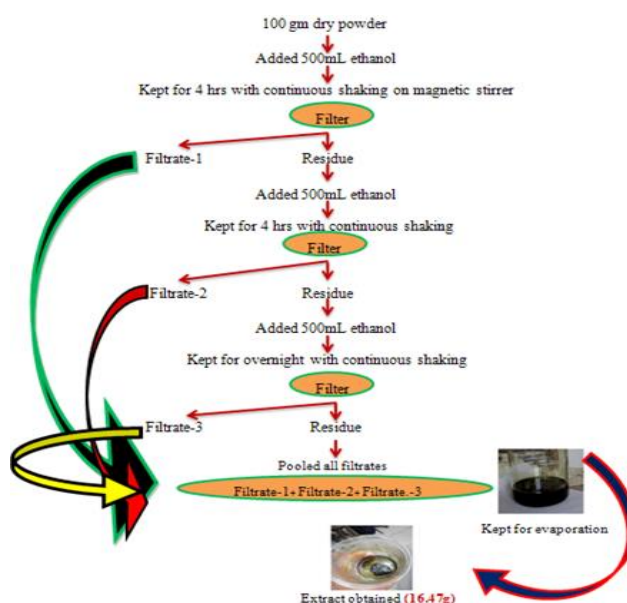 100 gm dry powder
Added 500mL ethanol
Kept for 4 hrs with continuous shaking on magnetic stirrer
Filter
Filtrate-1
Residue
Added 500mL ethanol
Kept for 4 hrs with continuous shaking
Filter
Filtrate-2
Residue
Added 500mL ethanol
Kept for overnight with continuous shaking
Filter
Filtrate-3
Residue
Pooled all filtrates
Filtrate-1+Filtrate-2+Filtrate.-3
Kept for evaporation
Extract obtained (16.47g)